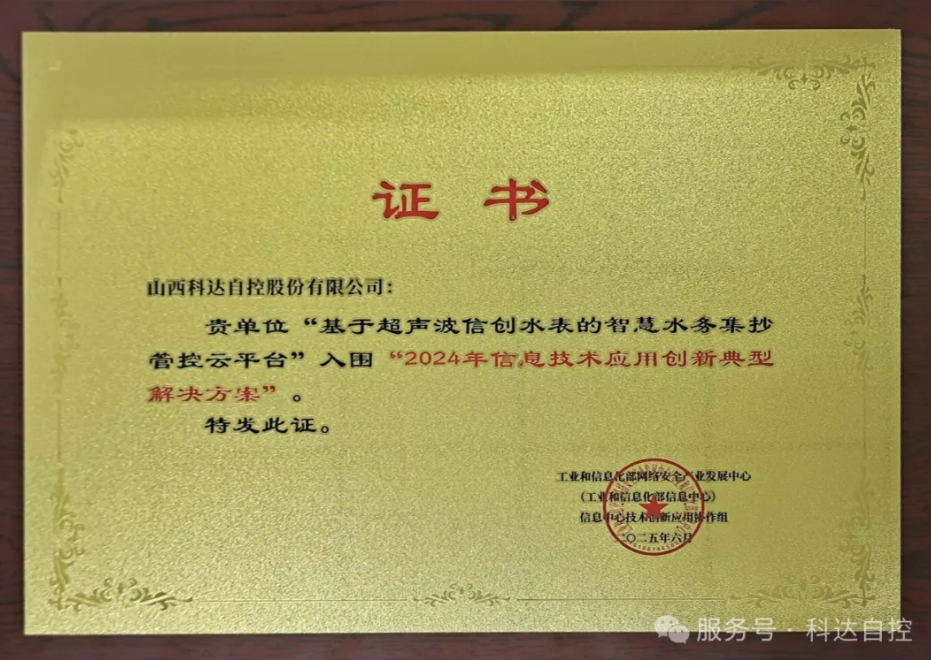 证 书
山西科达自控股份有限公司：
贵单位“基于超声波信创水表的智慧水务集抄
管控云平台”入围“2024年信息技术应用创新典型
解决方案”。
特发此证。
工业和信息化部网络安全产业发展中心
（工业和信息化部信息中心）
信息中心技术创新应用协作组
二〇二五年六月
服务号 · 科达自控